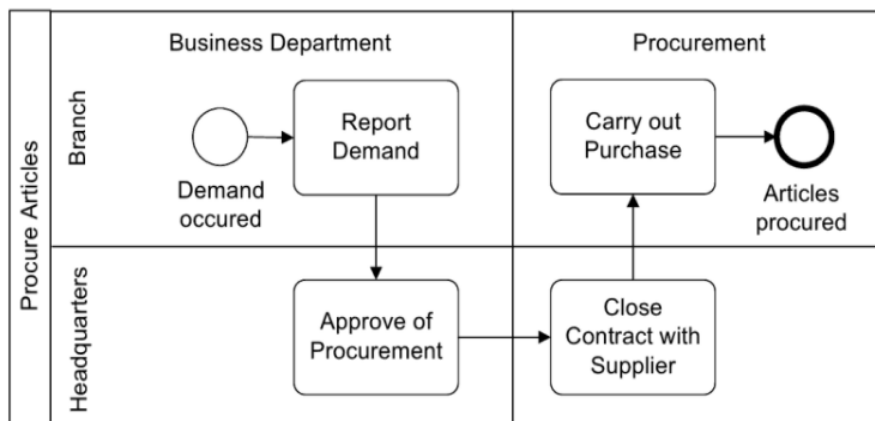 Procure Articles
Business Department
Procurement
Branch
Demand
occured
Report
Demand
Carry out
Purchase
Articles
procured
Headquarters
Approve of
Procurement
Close
Contract with
Supplier